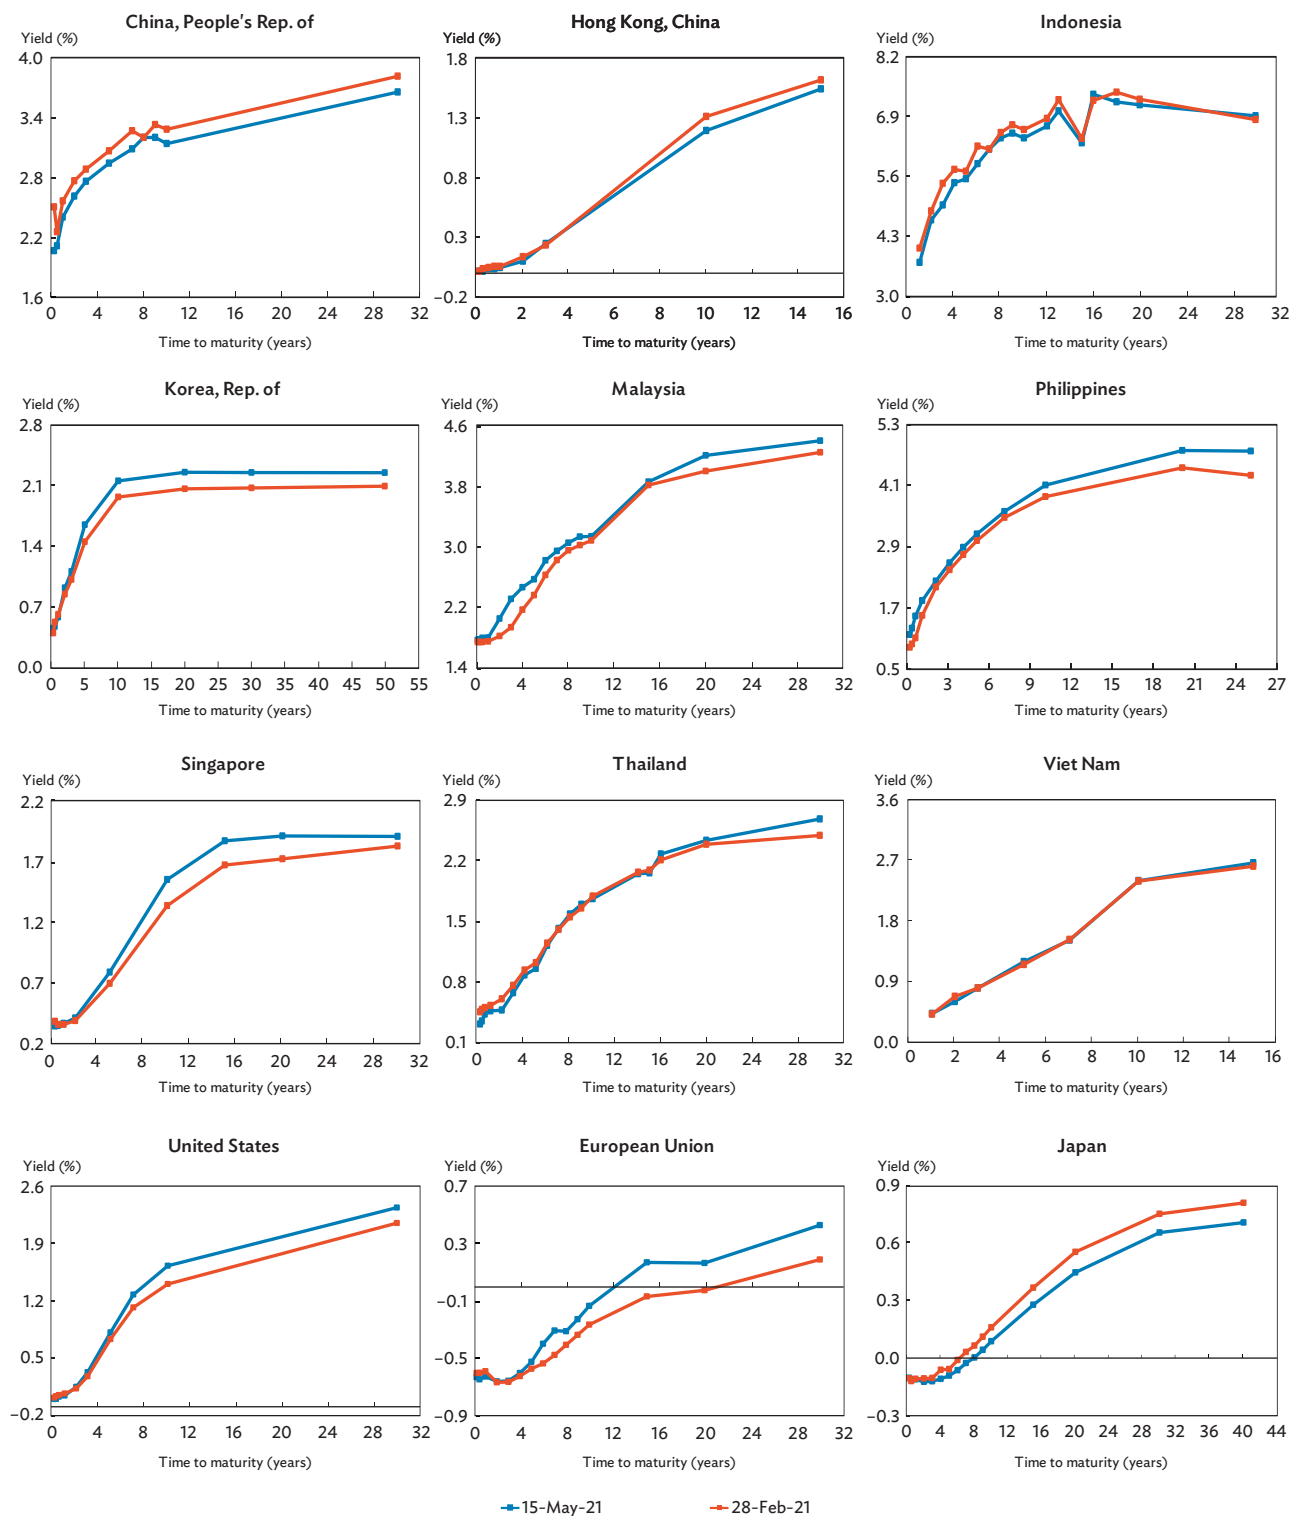 China, People's Rep. of
Yield (%)
4.0
3.4
2.8
2.2
1.6
0 4 8 12 16 20 24 28 32
Time to maturity (years)
Hong Kong, China
Yield (%)
1.8
1.3
0.8
0.3
–0.2
0 2 4 6 8 10 12 14 16
Time to maturity (years)
Indonesia
Yield (%)
8.2
6.9
5.6
4.3
3.0
0 4 8 12 16 20 24 28 32
Time to maturity (years)
Korea, Rep. of
Yield (%)
2.8
2.1
1.4
0.7
0.0
0 5 10 15 20 25 30 35 40 45 50 55
Time to maturity (years)
Malaysia
Yield (%)
4.6
3.8
3.0
2.2
1.4
0 4 8 12 16 20 24 28 32
Time to maturity (years)
Philippines
Yield (%)
5.3
4.1
2.9
1.7
0.5
0 3 6 9 12 15 18 21 24 27
Time to maturity (years)
Singapore
Yield (%)
2.2
1.7
1.2
0.7
0.2
0 4 8 12 16 20 24 28 32
Time to maturity (years)
Thailand
Yield (%)
2.9
2.2
1.5
0.8
0.1
0 4 8 12 16 20 24 28 32
Time to maturity (years)
Viet Nam
Yield (%)
3.6
2.7
1.8
0.9
0.0
0 2 4 6 8 10 12 14 16
Time to maturity (years)
United States
Yield (%)
2.6
1.9
1.2
0.5
–0.2
0 4 8 12 16 20 24 28 32
Time to maturity (years)
European Union
Yield (%)
0.7
0.3
–0.1
–0.5
–0.9
0 4 8 12 16 20 24 28 32
Time to maturity (years)
Japan
Yield (%)
0.9
0.6
0.3
0.0
–0.3
0 4 8 12 16 20 24 28 32 36 40 44
Time to maturity (years)
15-May-21 28-Feb-21